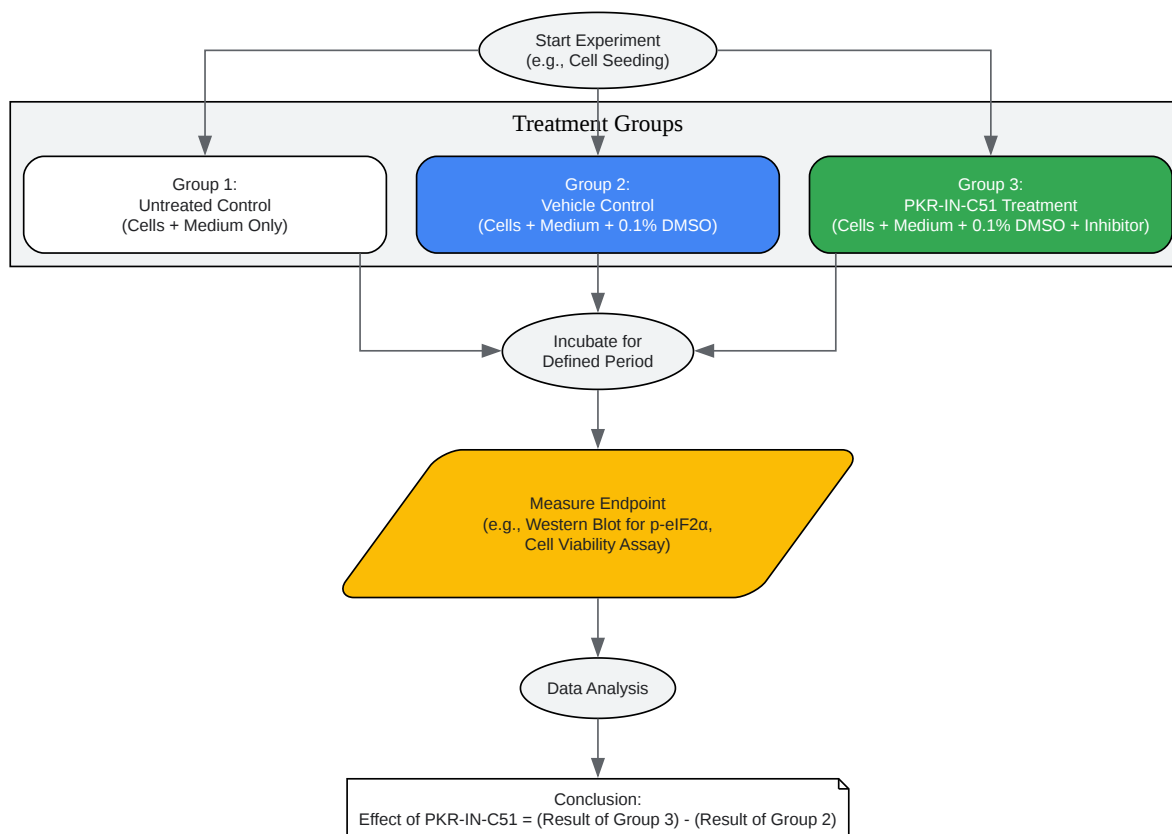 Start Experiment
(e.g., Cell Seeding)
Treatment Groups
Group 1:
Untreated Control
(Cells + Medium Only)
Group 2:
Vehicle Control
(Cells + Medium + 0.1% DMSO)
Group 3:
PKR-IN-C51 Treatment
(Cells + Medium + 0.1% DMSO + Inhibitor)
Incubate for
Defined Period
Measure Endpoint
(e.g., Western Blot for p-eIF2α,
Cell Viability Assay)
Data Analysis
Conclusion:
Effect of PKR-IN-C51 = (Result of Group 3) - (Result of Group 2)